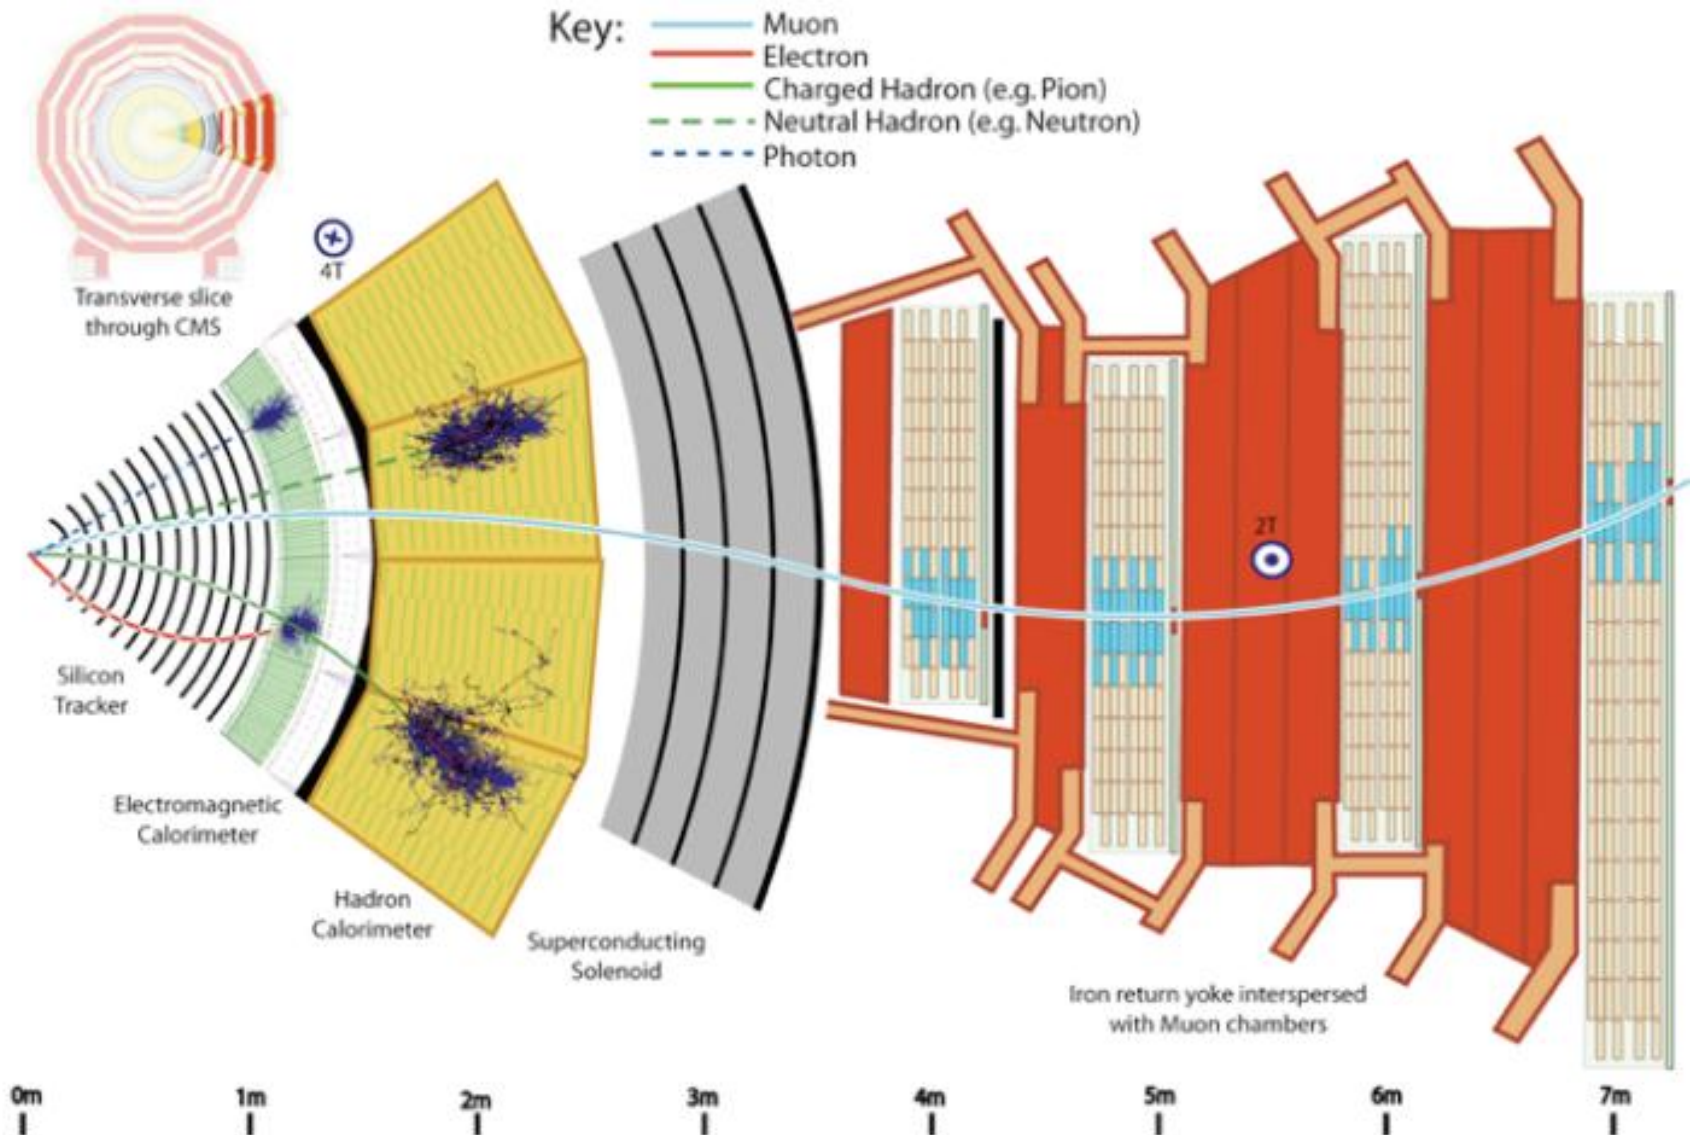 Key:
Muon
Electron
Charged Hadron (e.g. Pion)
Neutral Hadron (e.g. Neutron)
Photon
4T
Transverse slice
through CMS
2T
Silicon
Tracker
Electromagnetic
Calorimeter
Hadron
Calorimeter
Superconducting
Solenoid
Iron return yoke interspersed
with Muon chambers
0m 1m 2m 3m 4m 5m 6m 7m